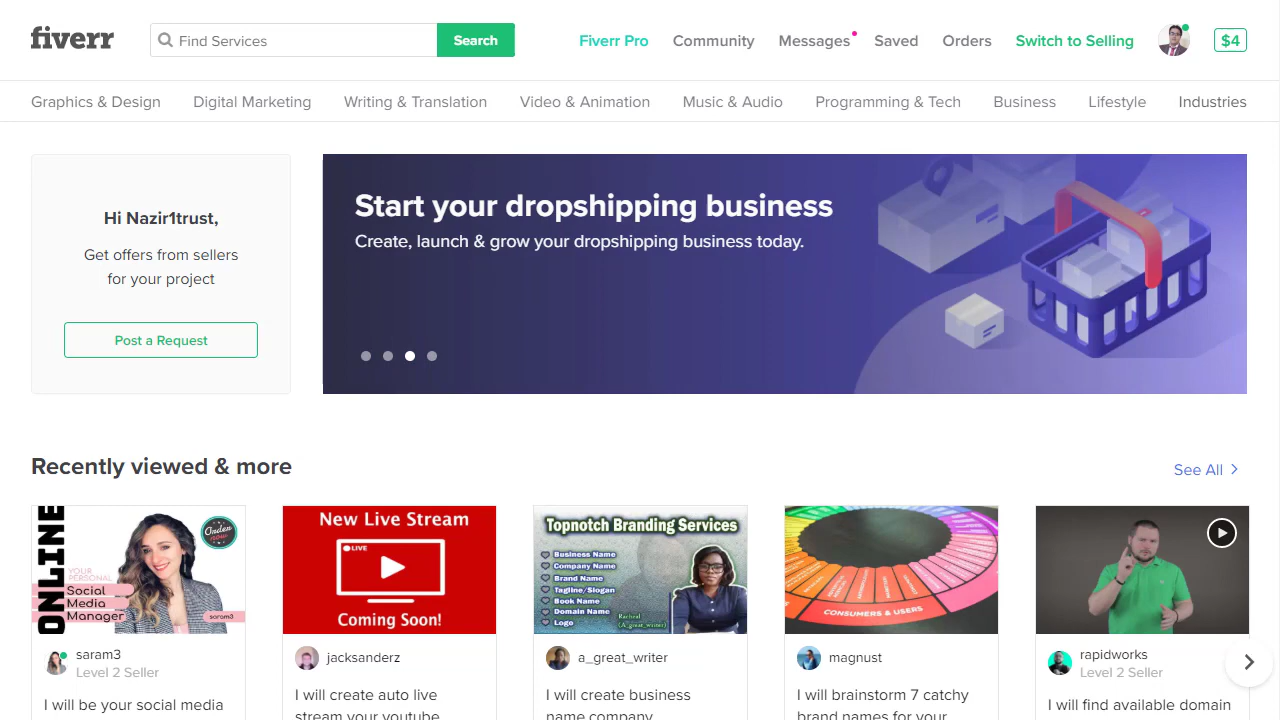 fiverr
Find Services
Search
Fiverr Pro
Community
Messages
Saved
Orders
Switch to Selling
$4
Graphics & Design
Digital Marketing
Writing & Translation
Video & Animation
Music & Audio
Programming & Tech
Business
Lifestyle
Industries
Hi Nazir1trust,
Get offers from sellers
for your project
Post a Request
Start your dropshipping business
Create, launch & grow your dropshipping business today.
Recently viewed & more
See All
ONLINE
YOUR
PERSONAL
Social
Media
Manager
Order
now
saram3
saram3
Level 2 Seller
I will be your social media
New Live Stream
LIVE
Coming Soon!
jacksanderz
I will create auto live
stream your youtube
Topnotch Branding Services
Business Name
Company Name
Brand Name
Tagline/Slogan
Book Name
Domain Name
Logo
Racheal
(A_great_writer)
a_great_writer
I will create business
name company
CONSUMERS & USERS
magnust
I will brainstorm 7 catchy
brand names for your
rapidworks
Level 2 Seller
I will find available domain